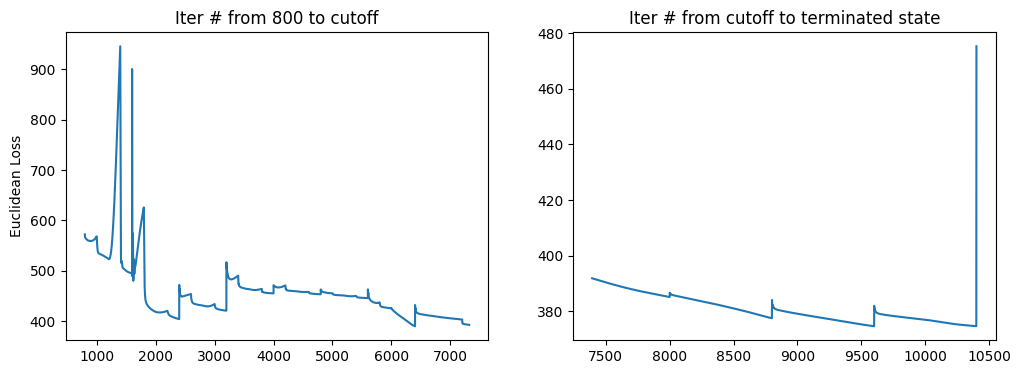 Iter # from 800 to cutoff
Euclidean Loss
900
800
700
600
500
400
1000 2000 3000 4000 5000 6000 7000
Iter # from cutoff to terminated state
480
460
440
420
400
380
7500 8000 8500 9000 9500 10000 10500